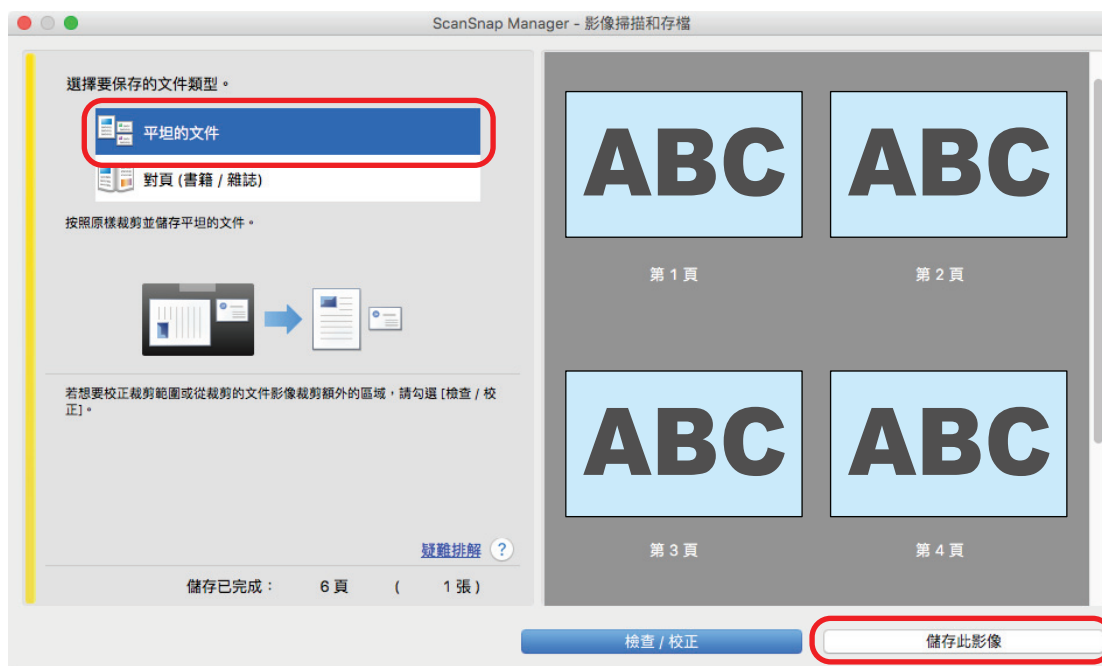 ScanSnap Manager - 影像掃描和存檔
選擇要保存的文件類型。
平坦的文件
對頁 (書籍 / 雜誌)
按照原樣裁剪並儲存平坦的文件。
若想要校正裁剪範圍或從裁剪的文件影像裁剪額外的區域，請勾選 [檢查 / 校
正]。
疑難排解 ?
儲存已完成： 6 頁 ( 1 張 )
ABC
ABC
第 1 頁
第 2 頁
ABC
ABC
第 3 頁
第 4 頁
檢查 / 校正
儲存此影像